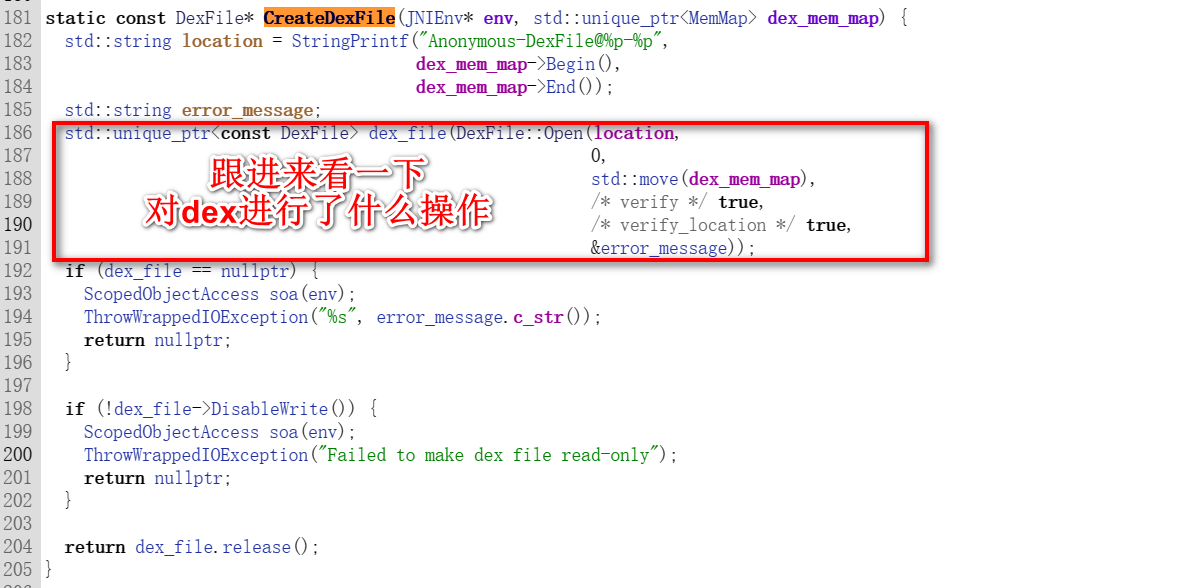 181 static const DexFile* CreateDexFile(JNIEnv* env, std::unique_ptr<MemMap> dex_mem_map) {
182   std::string location = StringPrintf("Anonymous-DexFile@%p-%p",
183                                       dex_mem_map->Begin(),
184                                       dex_mem_map->End());
185   std::string error_message;
186   std::unique_ptr<const DexFile> dex_file(DexFile::Open(location,
187                                                         0,
跟进来看一下
188                                                         std::move(dex_mem_map),
对dex进行了什么操作
189                                                         /* verify */ true,
190                                                         /* verify_location */ true,
191                                                         &error_message));
192   if (dex_file == nullptr) {
193     ScopedObjectAccess soa(env);
194     ThrowWrappedIOException("%s", error_message.c_str());
195     return nullptr;
196   }
197
198   if (!dex_file->DisableWrite()) {
199     ScopedObjectAccess soa(env);
200     ThrowWrappedIOException("Failed to make dex file read-only");
201     return nullptr;
202   }
203
204   return dex_file.release();
205 }